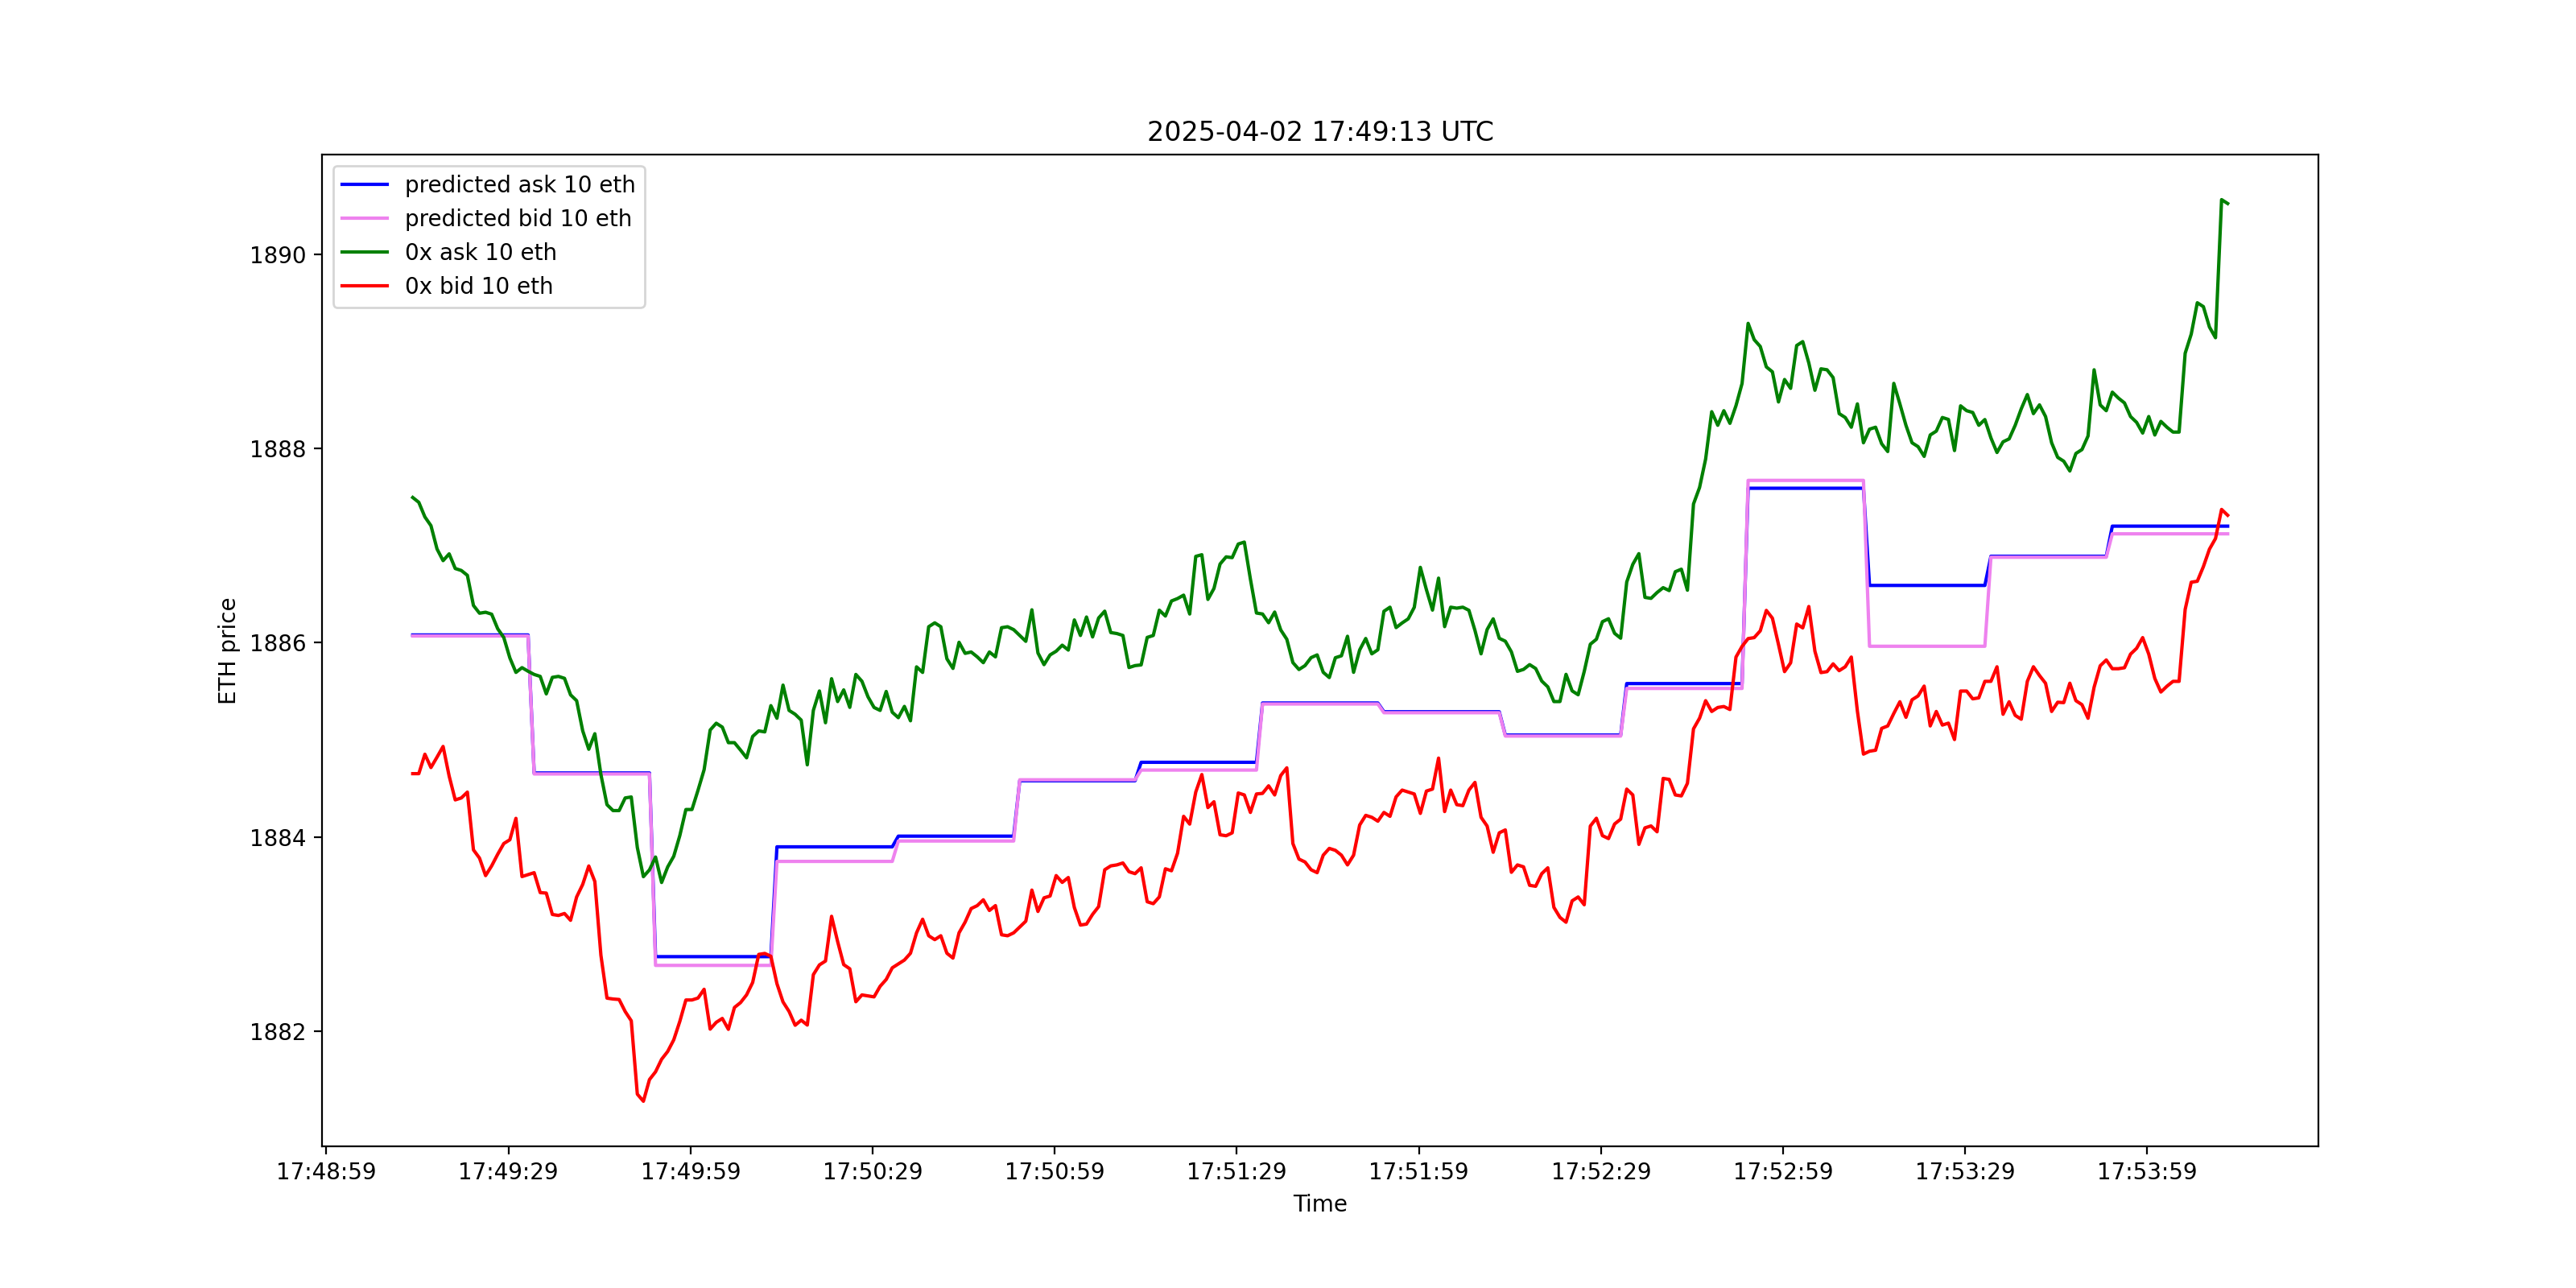 2025-04-02 17:49:13 UTC
predicted ask 10 eth
predicted bid 10 eth
0x ask 10 eth
0x bid 10 eth
ETH price
1890
1888
1886
1884
1882
17:48:59 17:49:29 17:49:59 17:50:29 17:50:59 17:51:29 17:51:59 17:52:29 17:52:59 17:53:29 17:53:59
Time